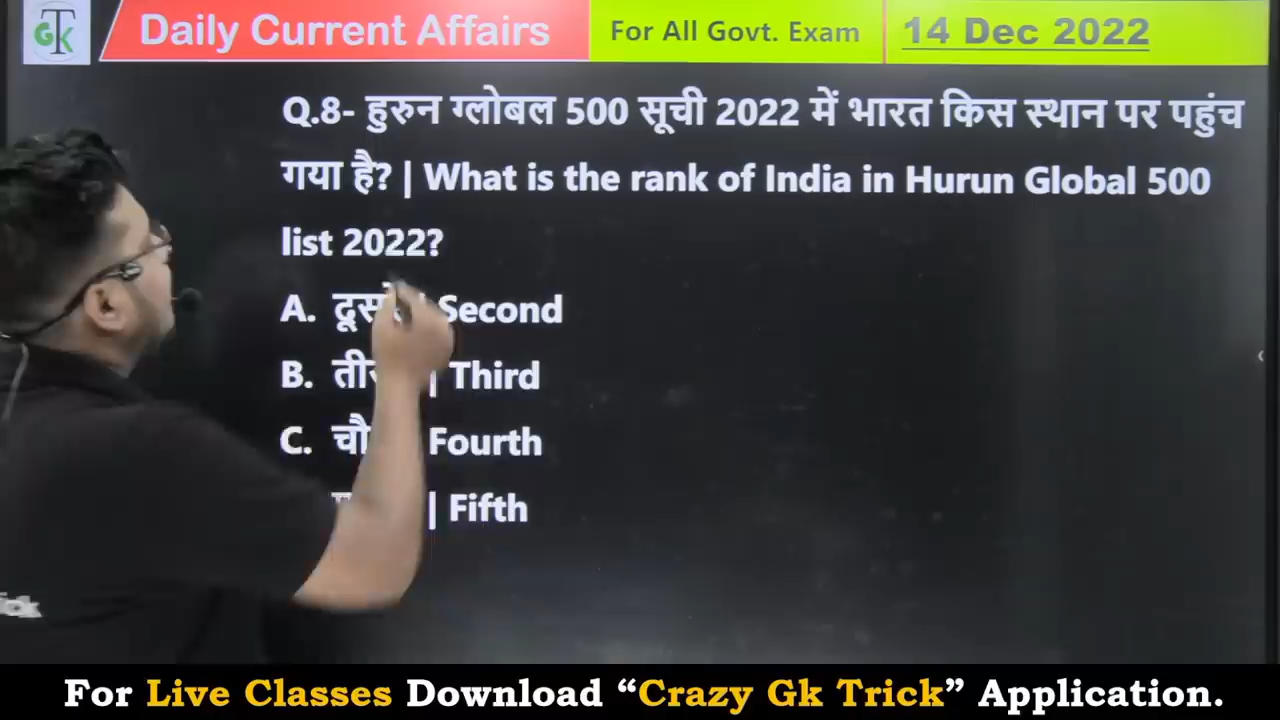 GTK
Daily Current Affairs
For All Govt. Exam
14 Dec 2022
Q.8- हुरुन ग्लोबल 500 सूची 2022 में भारत किस स्थान पर पहुंच
गया है? | What is the rank of India in Hurun Global 500
list 2022?
A. Second
B. | Third
C. Fourth
| Fifth
For Live Classes Download “Crazy Gk Trick” Application.